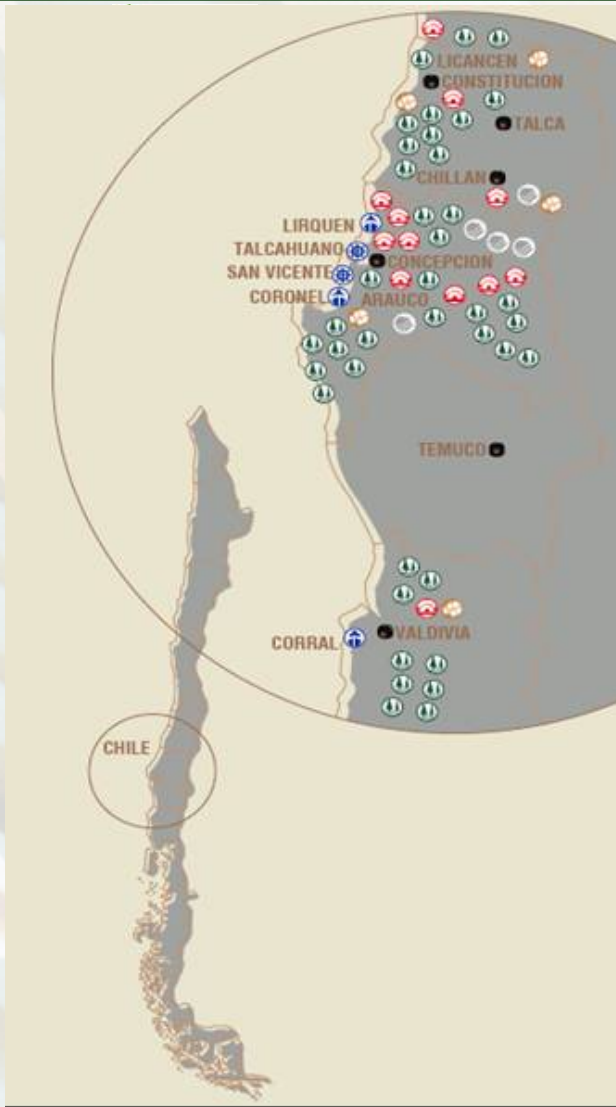 LICANCEN
CONSTITUCION
TALCA
CHILLAN
LIRQUEN
TALCAHUANO
CONCEPCION
SAN VICENTE
CORONEL
ARAUCO
TEMUCO
CORRAL
VALDIVIA
CHILE